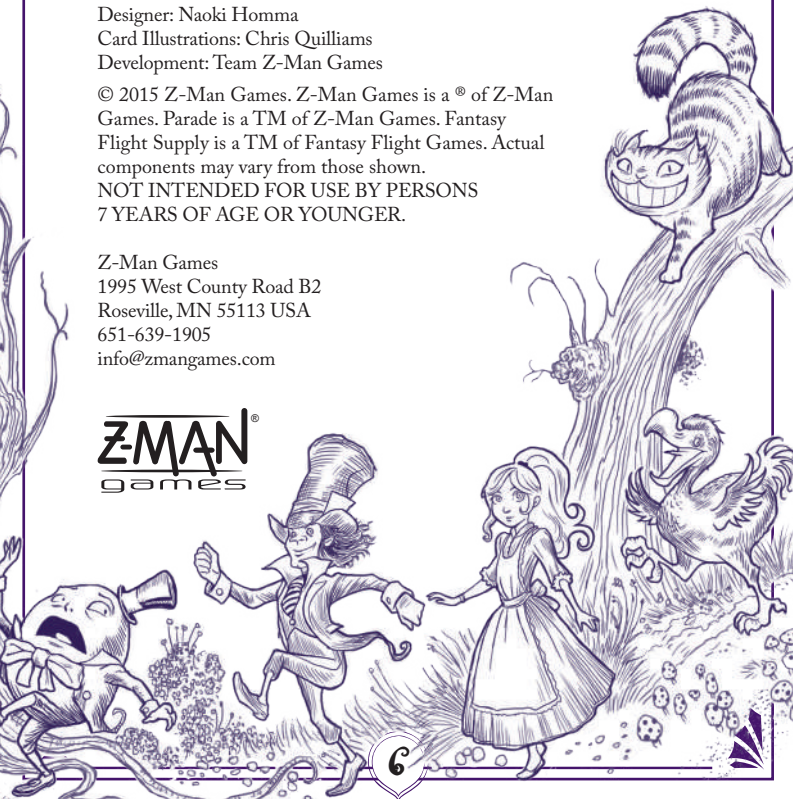 Designer: Naoki Homma
Card Illustrations: Chris Quilliams
Development: Team Z-Man Games
© 2015 Z-Man Games. Z-Man Games is a ® of Z-Man
Games. Parade is a TM of Z-Man Games. Fantasy
Flight Supply is a TM of Fantasy Flight Games. Actual
components may vary from those shown.
NOT INTENDED FOR USE BY PERSONS
7 YEARS OF AGE OR YOUNGER.
Z-Man Games
1995 West County Road B2
Roseville, MN 55113 USA
651-639-1905
info@zmangames.com
Z-MAN®
games
6